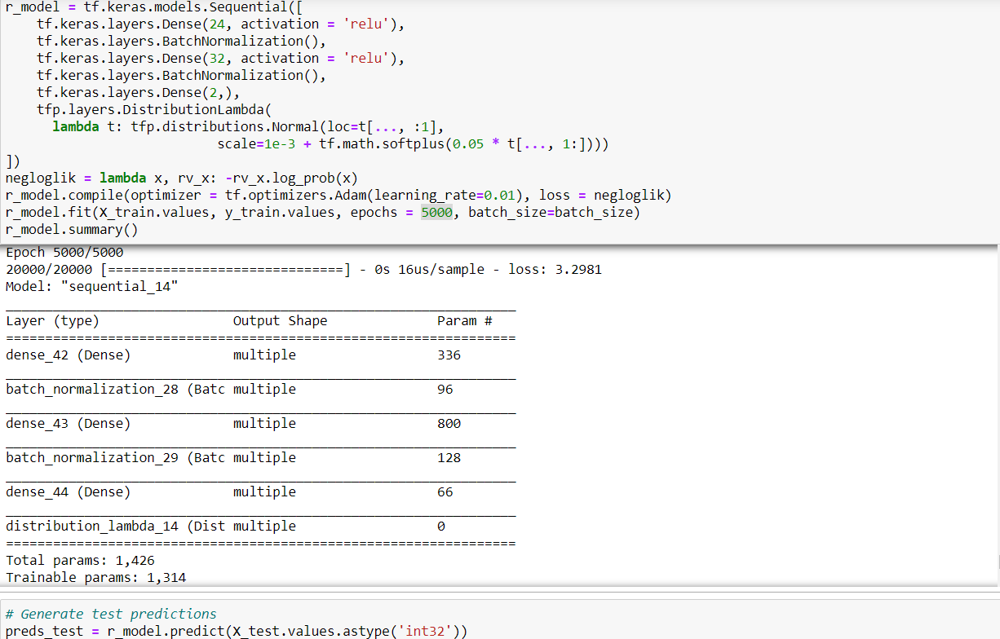 r_model = tf.keras.models.Sequential([
    tf.keras.layers.Dense(24, activation = 'relu'),
    tf.keras.layers.BatchNormalization(),
    tf.keras.layers.Dense(32, activation = 'relu'),
    tf.keras.layers.BatchNormalization(),
    tf.keras.layers.Dense(2,),
    tfp.layers.DistributionLambda(
      lambda t: tfp.distributions.Normal(loc=t[..., :1],
                           scale=1e-3 + tf.math.softplus(0.05 * t[..., 1:])))
])
negloglik = lambda x, rv_x: -rv_x.log_prob(x)
r_model.compile(optimizer = tf.optimizers.Adam(learning_rate=0.01), loss = negloglik)
r_model.fit(X_train.values, y_train.values, epochs = 5000, batch_size=batch_size)
r_model.summary()
Epoch 5000/5000
20000/20000 [==============================] - 0s 16us/sample - loss: 3.2981
Model: "sequential_14"
_________________________________________________________________
Layer (type)                 Output Shape              Param #
=================================================================
dense_42 (Dense)             multiple                  336
_________________________________________________________________
batch_normalization_28 (Batc multiple                  96
_________________________________________________________________
dense_43 (Dense)             multiple                  800
_________________________________________________________________
batch_normalization_29 (Batc multiple                  128
_________________________________________________________________
dense_44 (Dense)             multiple                  66
_________________________________________________________________
distribution_lambda_14 (Dist multiple                  0
=================================================================
Total params: 1,426
Trainable params: 1,314
# Generate test predictions
preds_test = r_model.predict(X_test.values.astype('int32'))